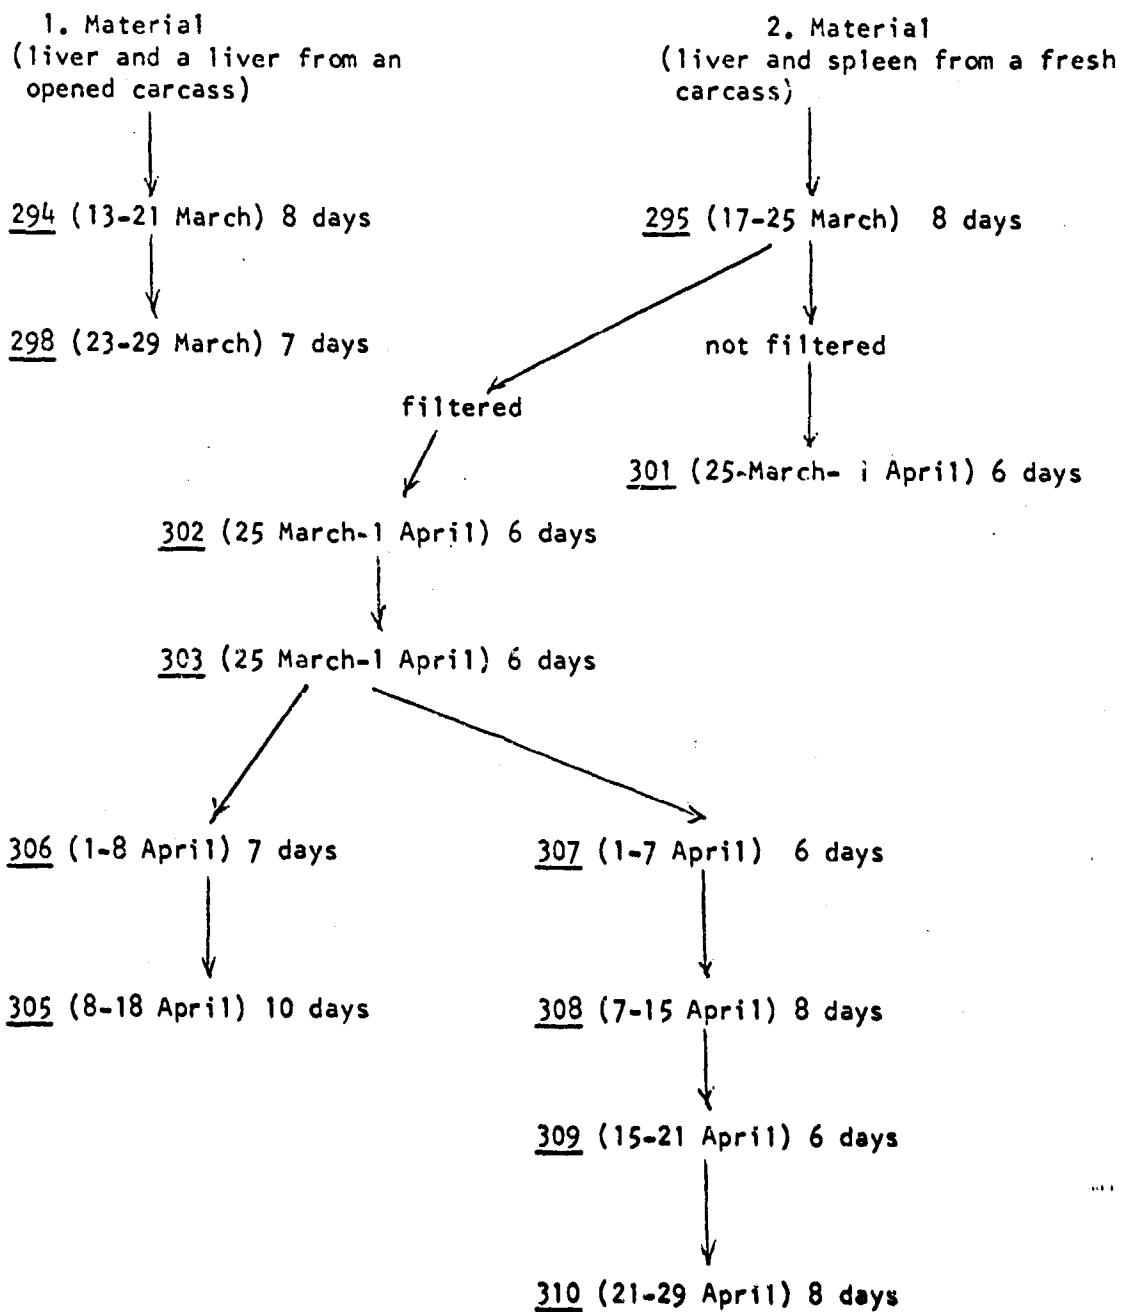 1. Material
(liver and a liver from an
opened carcass)
2. Material
(liver and spleen from a fresh
carcass)
294 (13-21 March) 8 days
295 (17-25 March) 8 days
298 (23-29 March) 7 days
not filtered
filtered
301 (25-March- i April) 6 days
302 (25 March-1 April) 6 days
303 (25 March-1 April) 6 days
306 (1-8 April) 7 days
307 (1-7 April) 6 days
305 (8-18 April) 10 days
308 (7-15 April) 8 days
309 (15-21 April) 6 days
310 (21-29 April) 8 days